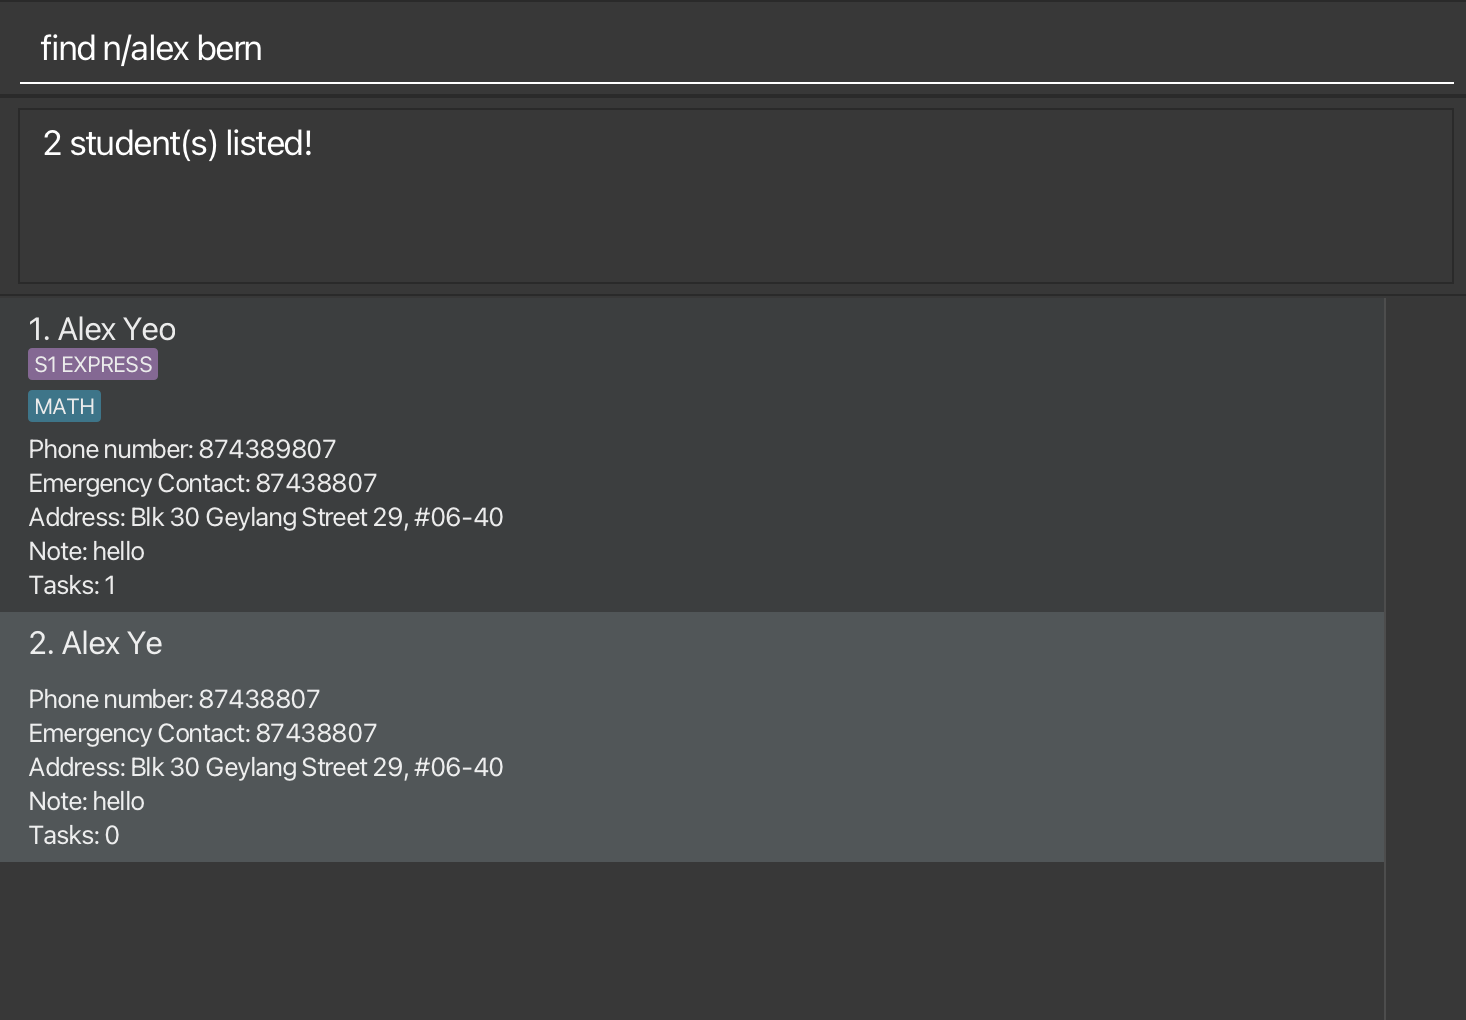 find n/alex bern
2 student(s) listed!
1. Alex Yeo
S1 EXPRESS
MATH
Phone number: 874389807
Emergency Contact: 87438807
Address: Blk 30 Geylang Street 29, #06-40
Note: hello
Tasks: 1
2. Alex Ye
Phone number: 87438807
Emergency Contact: 87438807
Address: Blk 30 Geylang Street 29, #06-40
Note: hello
Tasks: 0